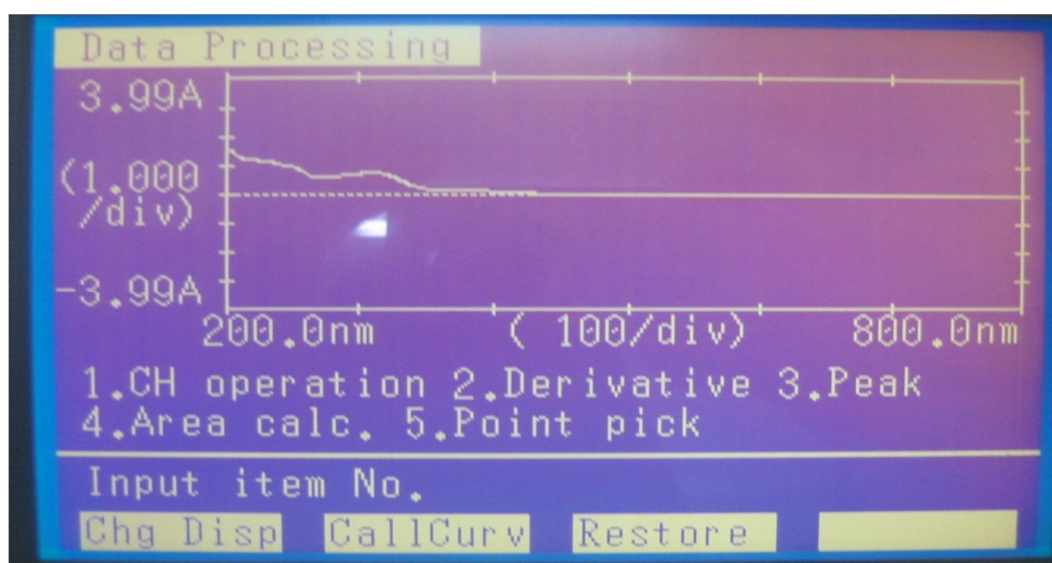 Data Processing
3.99A
(1.000
/div)
-3.99A
200.0nm ( 100/div) 800.0nm
1.CH operation 2.Derivative 3.Peak
4.Area calc. 5.Point pick
Input item No.
Chg Disp CallCurv Restore